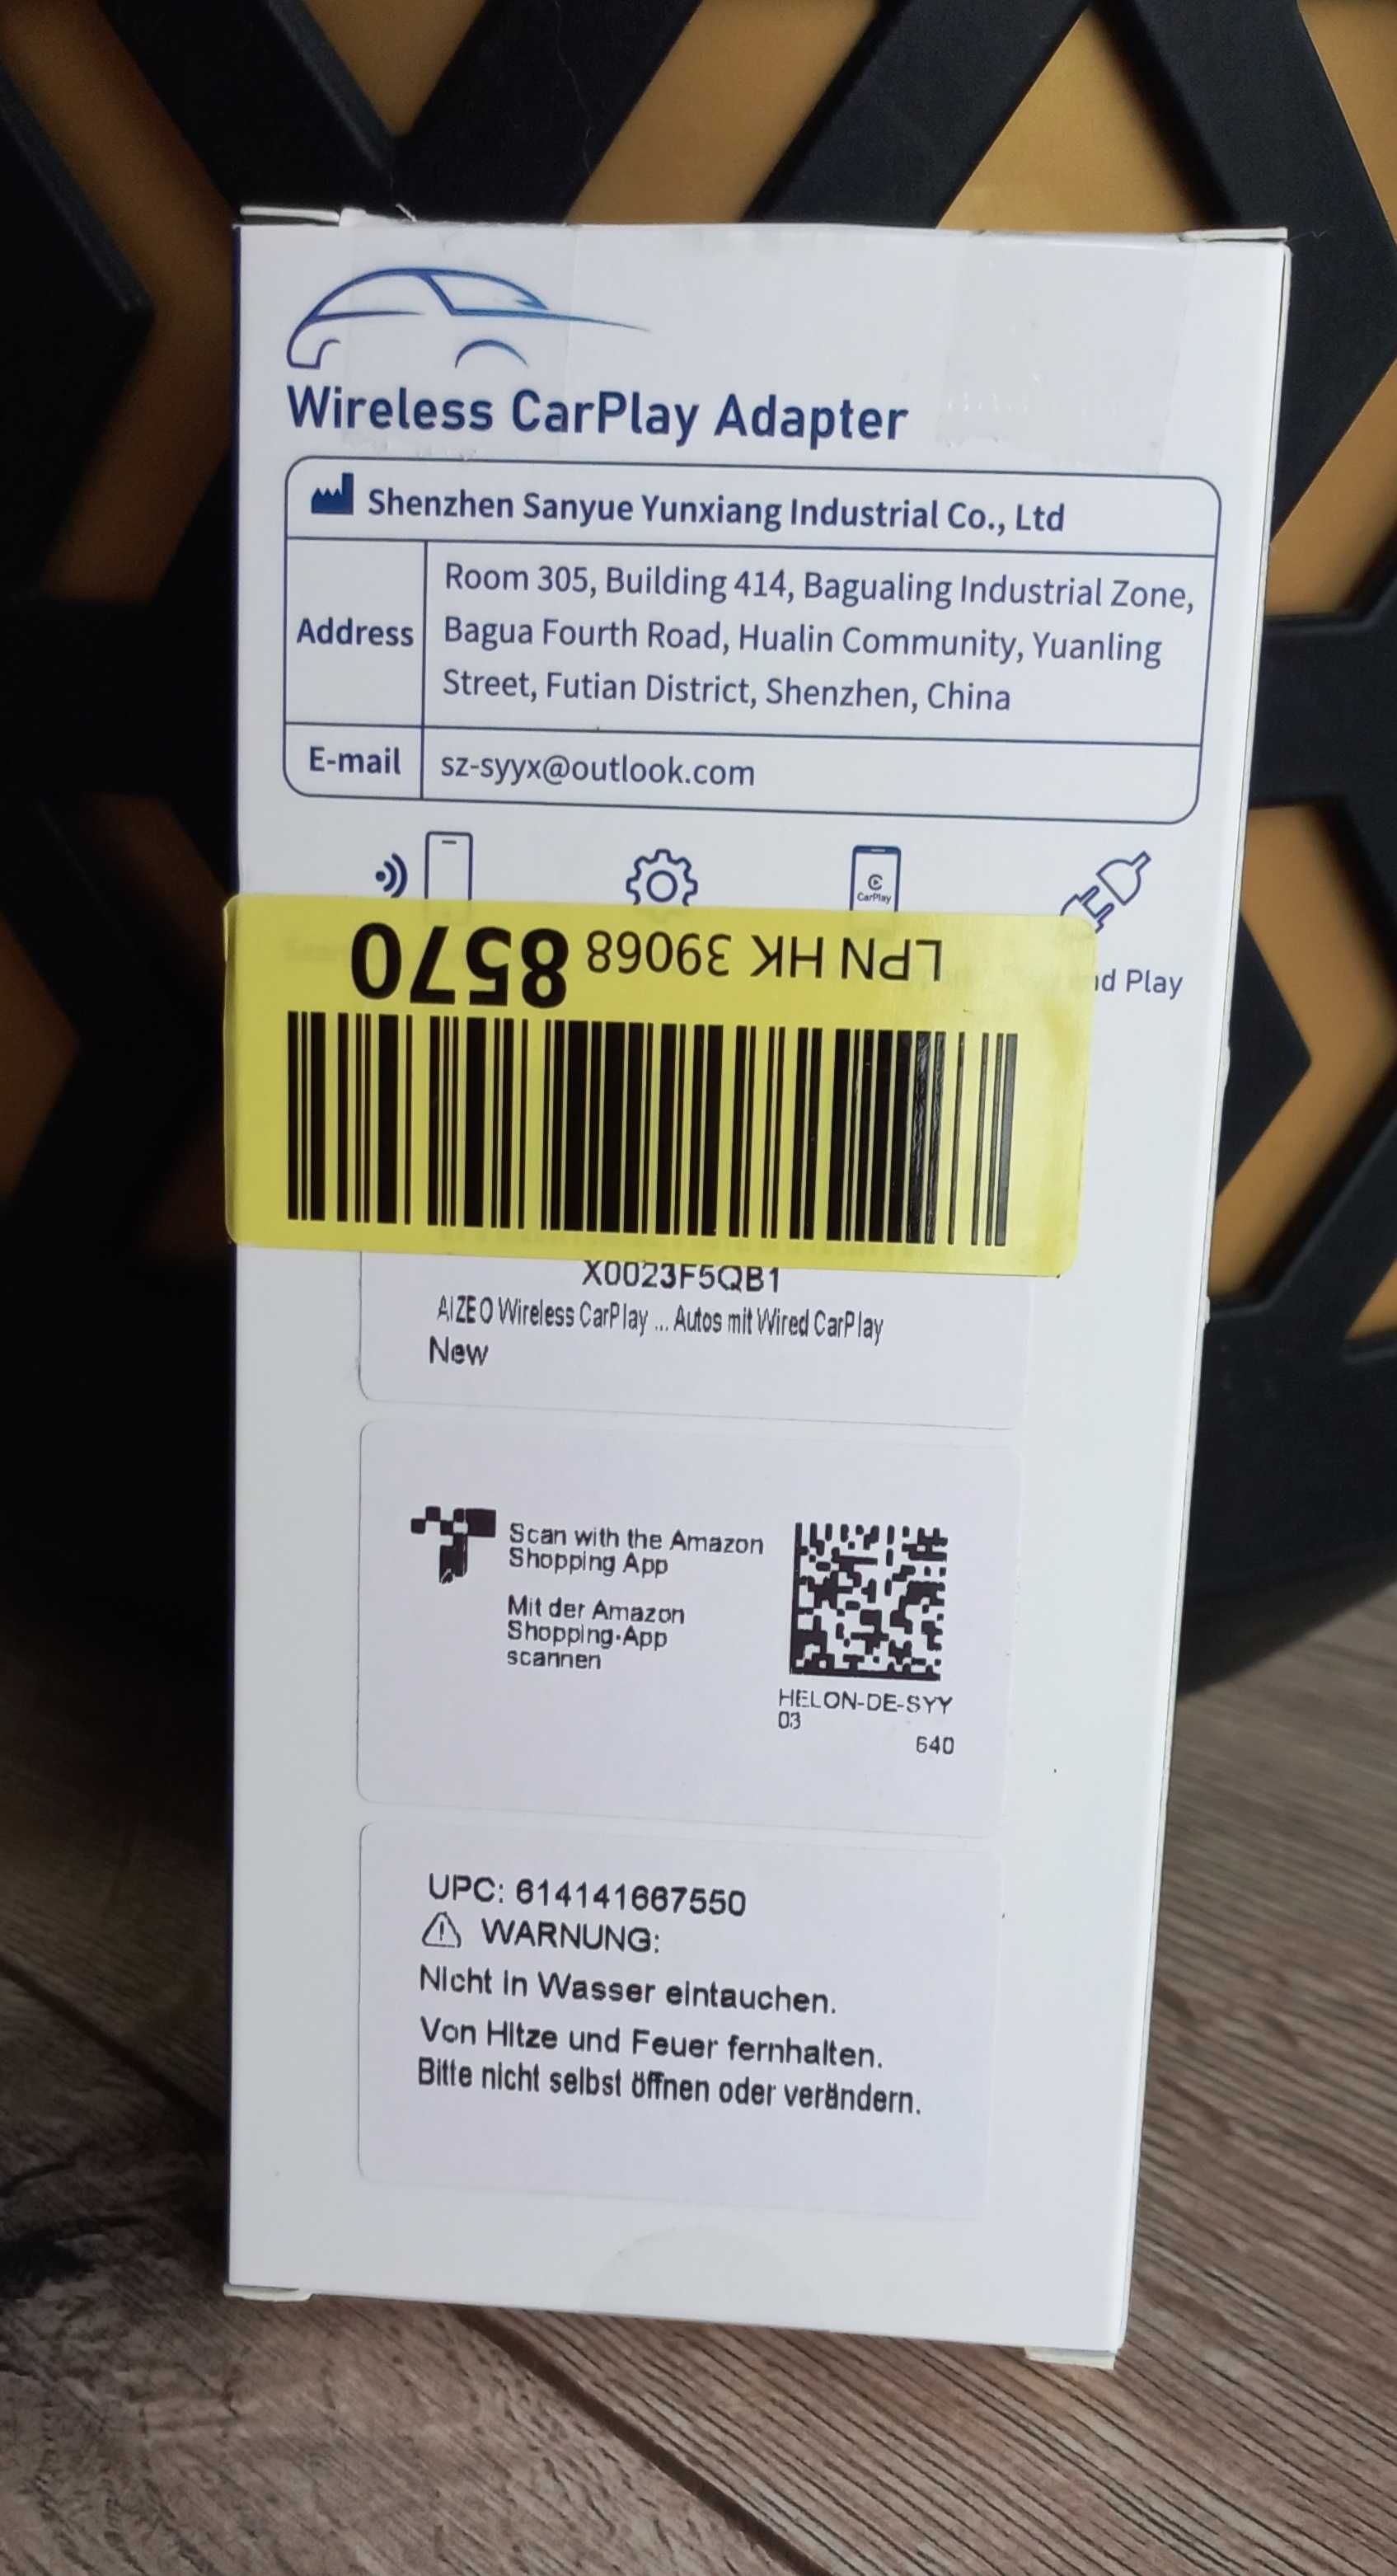 Wireless CarPlay Adapter
Shenzhen Sanyue Yunxiang Industrial Co., Ltd
Address
Room 305, Building 414, Bagualing Industrial Zone,
Bagua Fourth Road, Hualin Community, Yuanling
Street, Futian District, Shenzhen, China
E-mail
sz-syyx@outlook.com
CarPlay
LPN HK 39068 8570
Play
X0023F5QB1
AIZEO Wireless CarPlay ... Autos mit Wired CarPlay
New
Scan with the Amazon
Shopping App
Mit der Amazon
Shopping-App
scannen
HELON-DE-SYY
03
640
UPC: 614141667550
WARNUNG:
Nicht in Wasser eintauchen.
Von Hitze und Feuer fernhalten.
Bitte nicht selbst öffnen oder verändern.